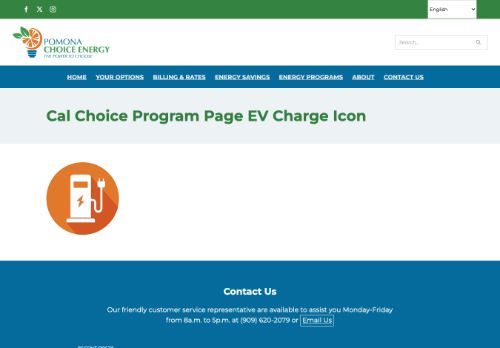 English
POMONA
CHOICE ENERGY
THE POWER TO CHOOSE
Search...
HOME YOUR OPTIONS BILLING & RATES ENERGY SAVINGS ENERGY PROGRAMS ABOUT CONTACT US
Cal Choice Program Page EV Charge Icon
Contact Us
Our friendly customer service representative are available to assist you Monday-Friday
from 8a.m. to 5p.m. at (909) 620-2079 or Email Us